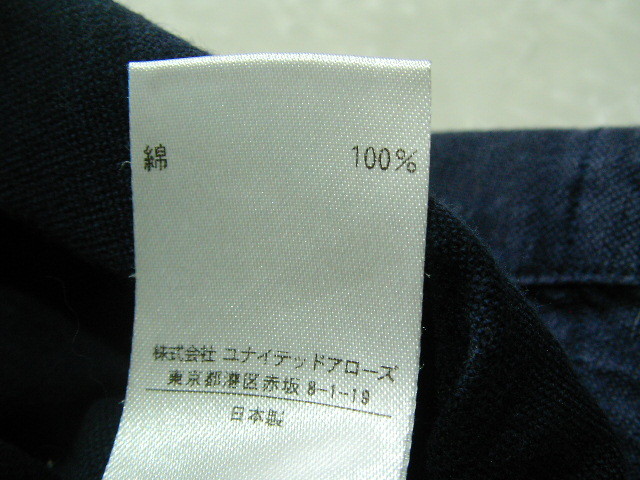 綿 100%
株式会社 ユナイテッドアローズ
東京都港区赤坂 8-1-19
日本製